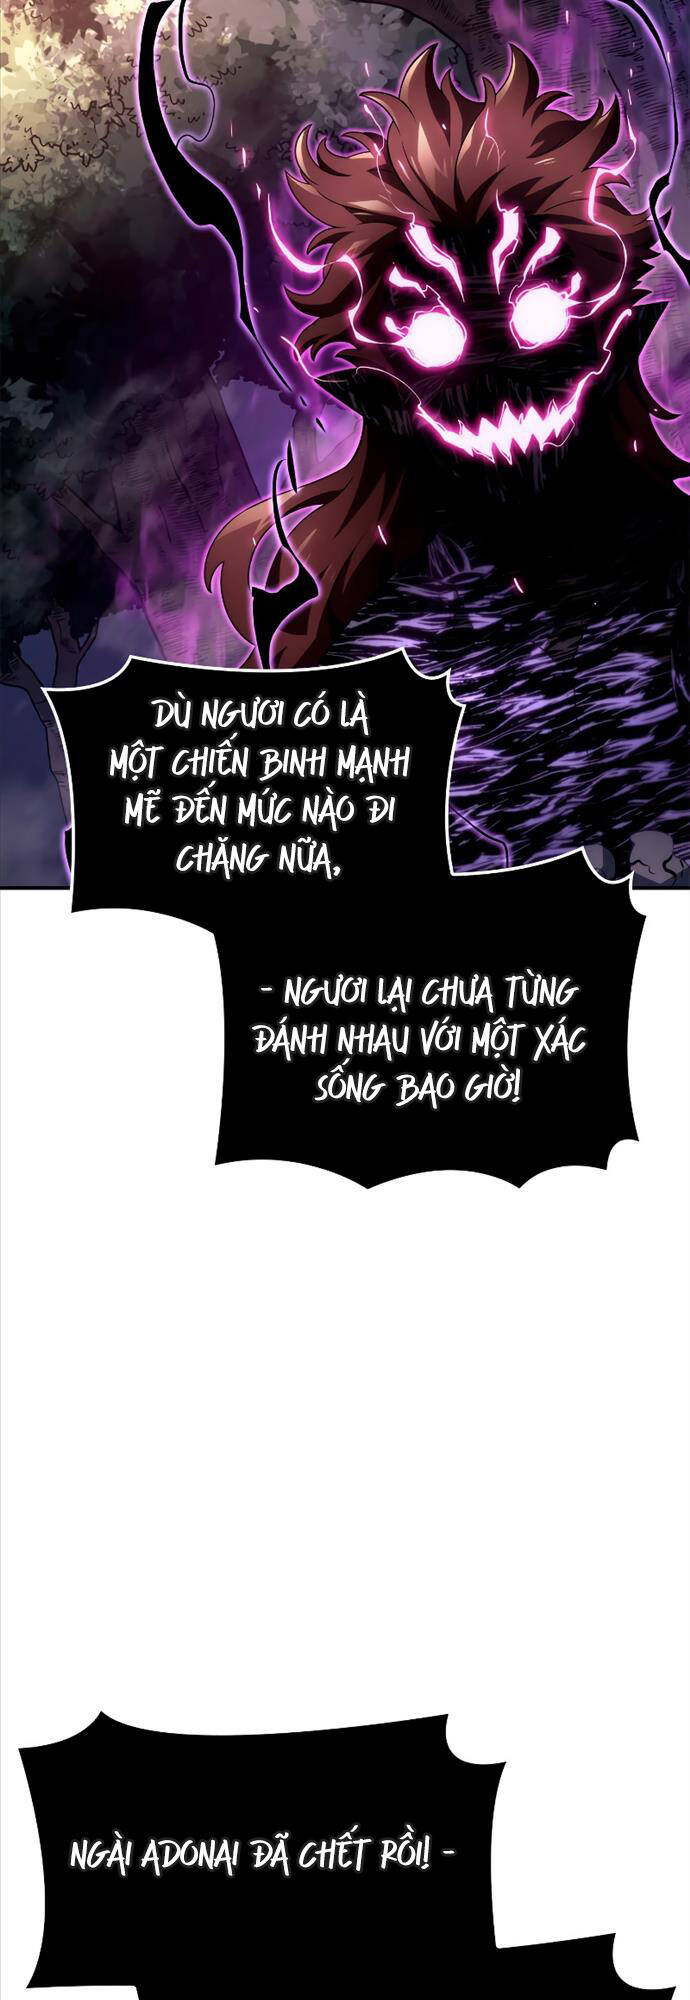 DÙ NGƯƠI CÓ LÀ
MỘT CHIẾN BINH MẠNH
MẼ ĐẾN MỨC NÀO ĐI
CHĂNG NỮA,
- NGƯƠI LẠI CHƯA TỪNG
ĐÁNH NHAU VỚI MỘT XÁC
SỐNG BAO GIỜ!
NGÀI ADONAI ĐÃ CHẾT RỒI! -